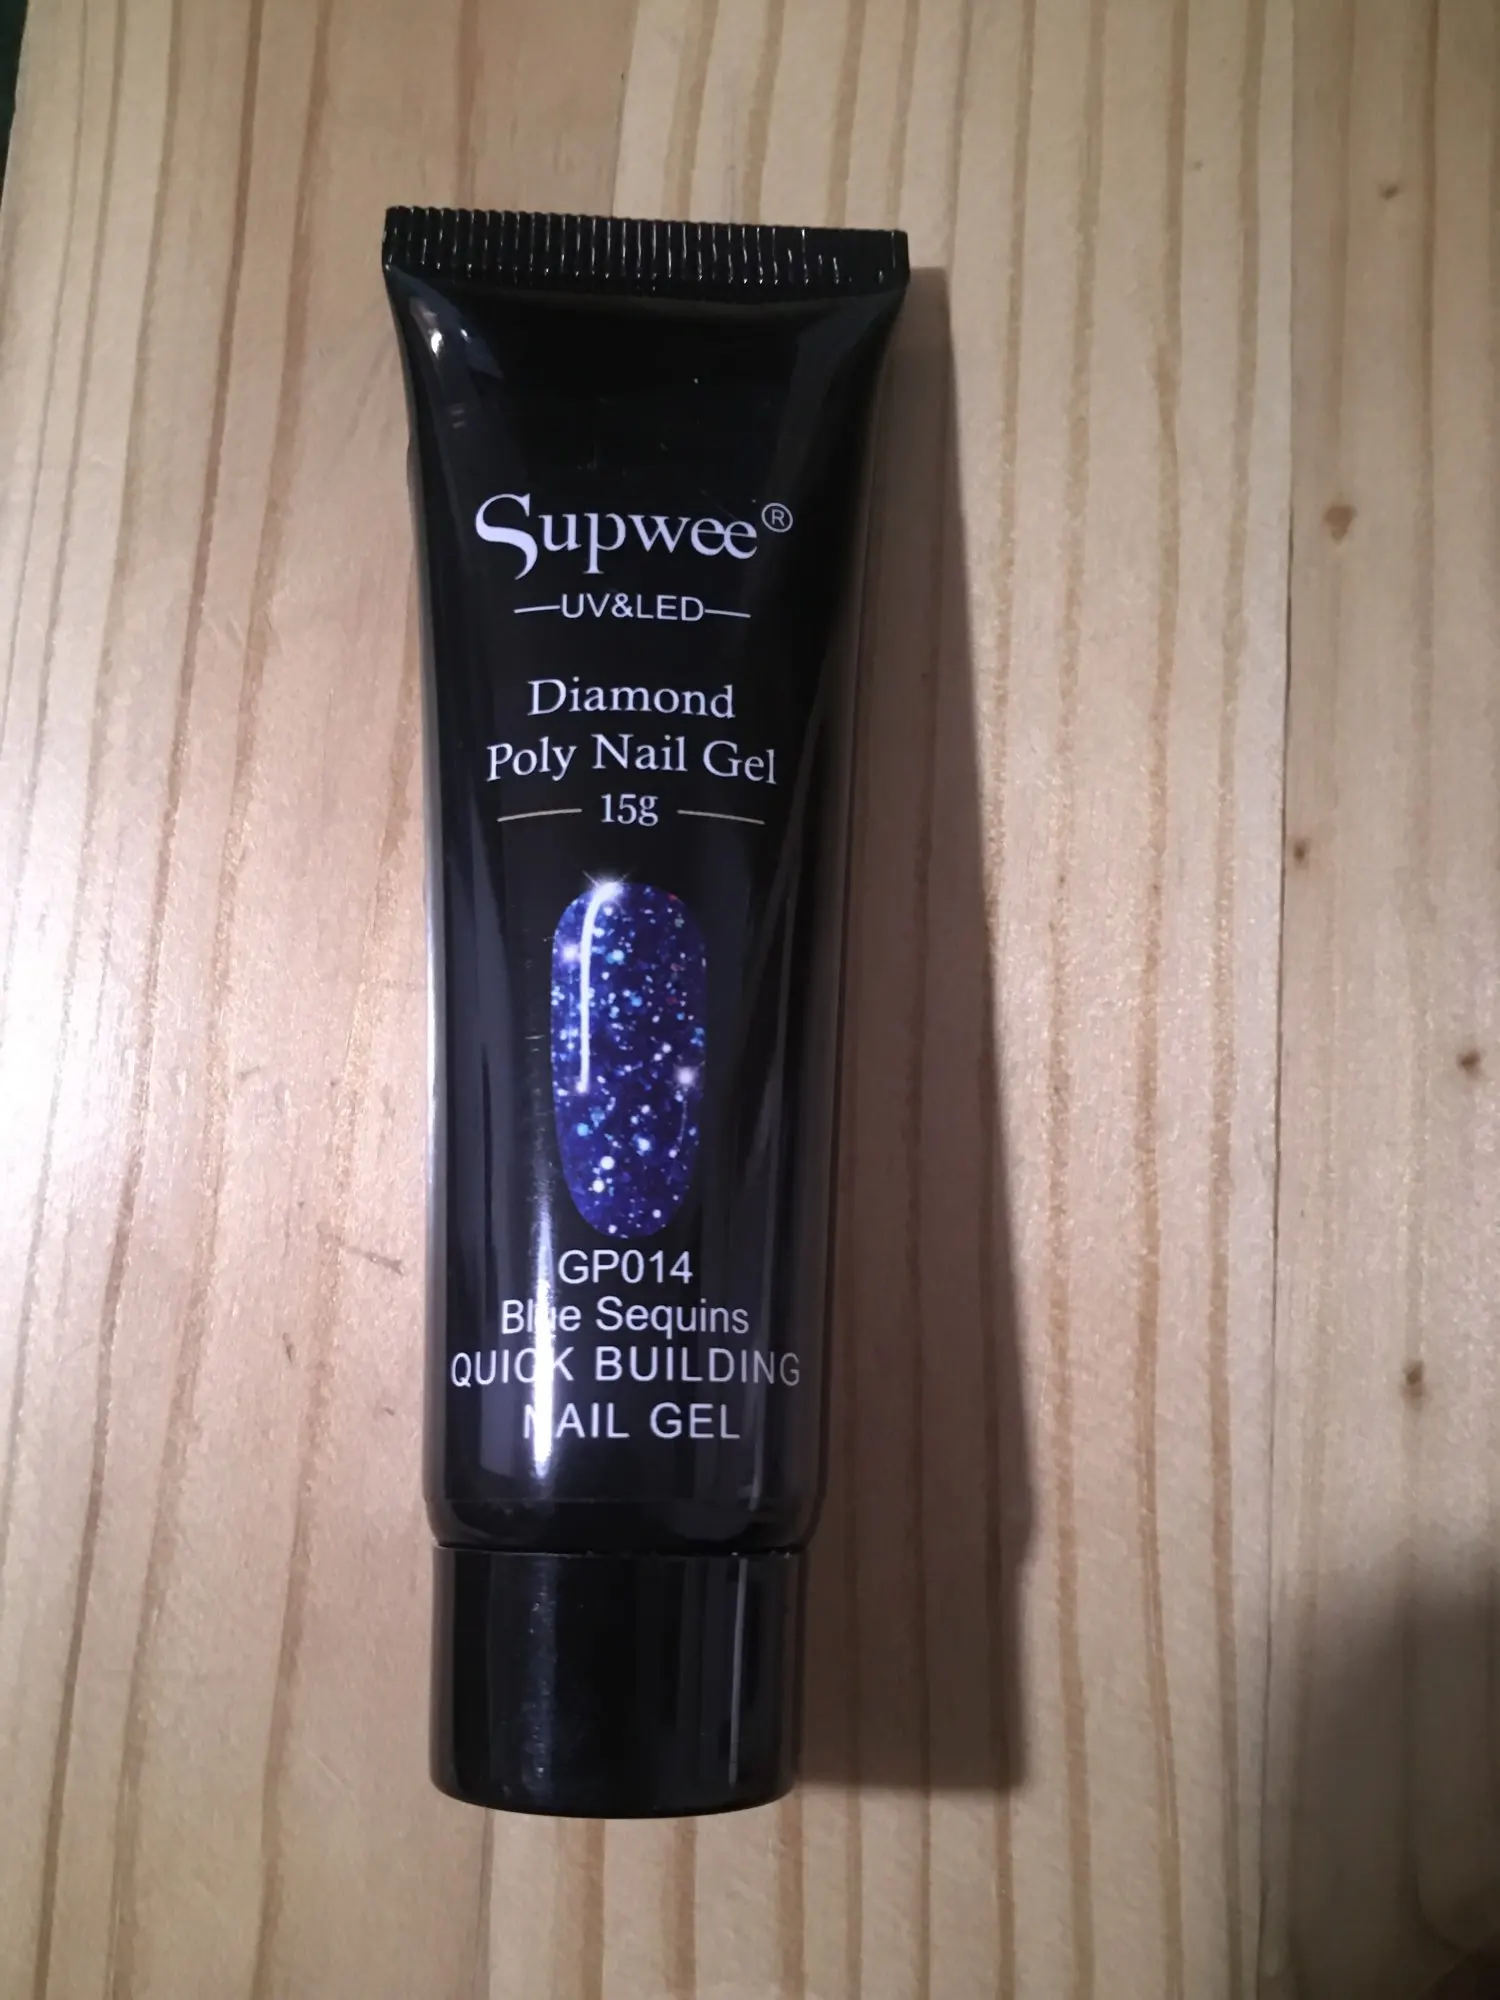 Supwee®
UV&LED
Diamond
Poly Nail Gel
15g
GP014
Blue Sequins
QUICK BUILDING
NAIL GEL